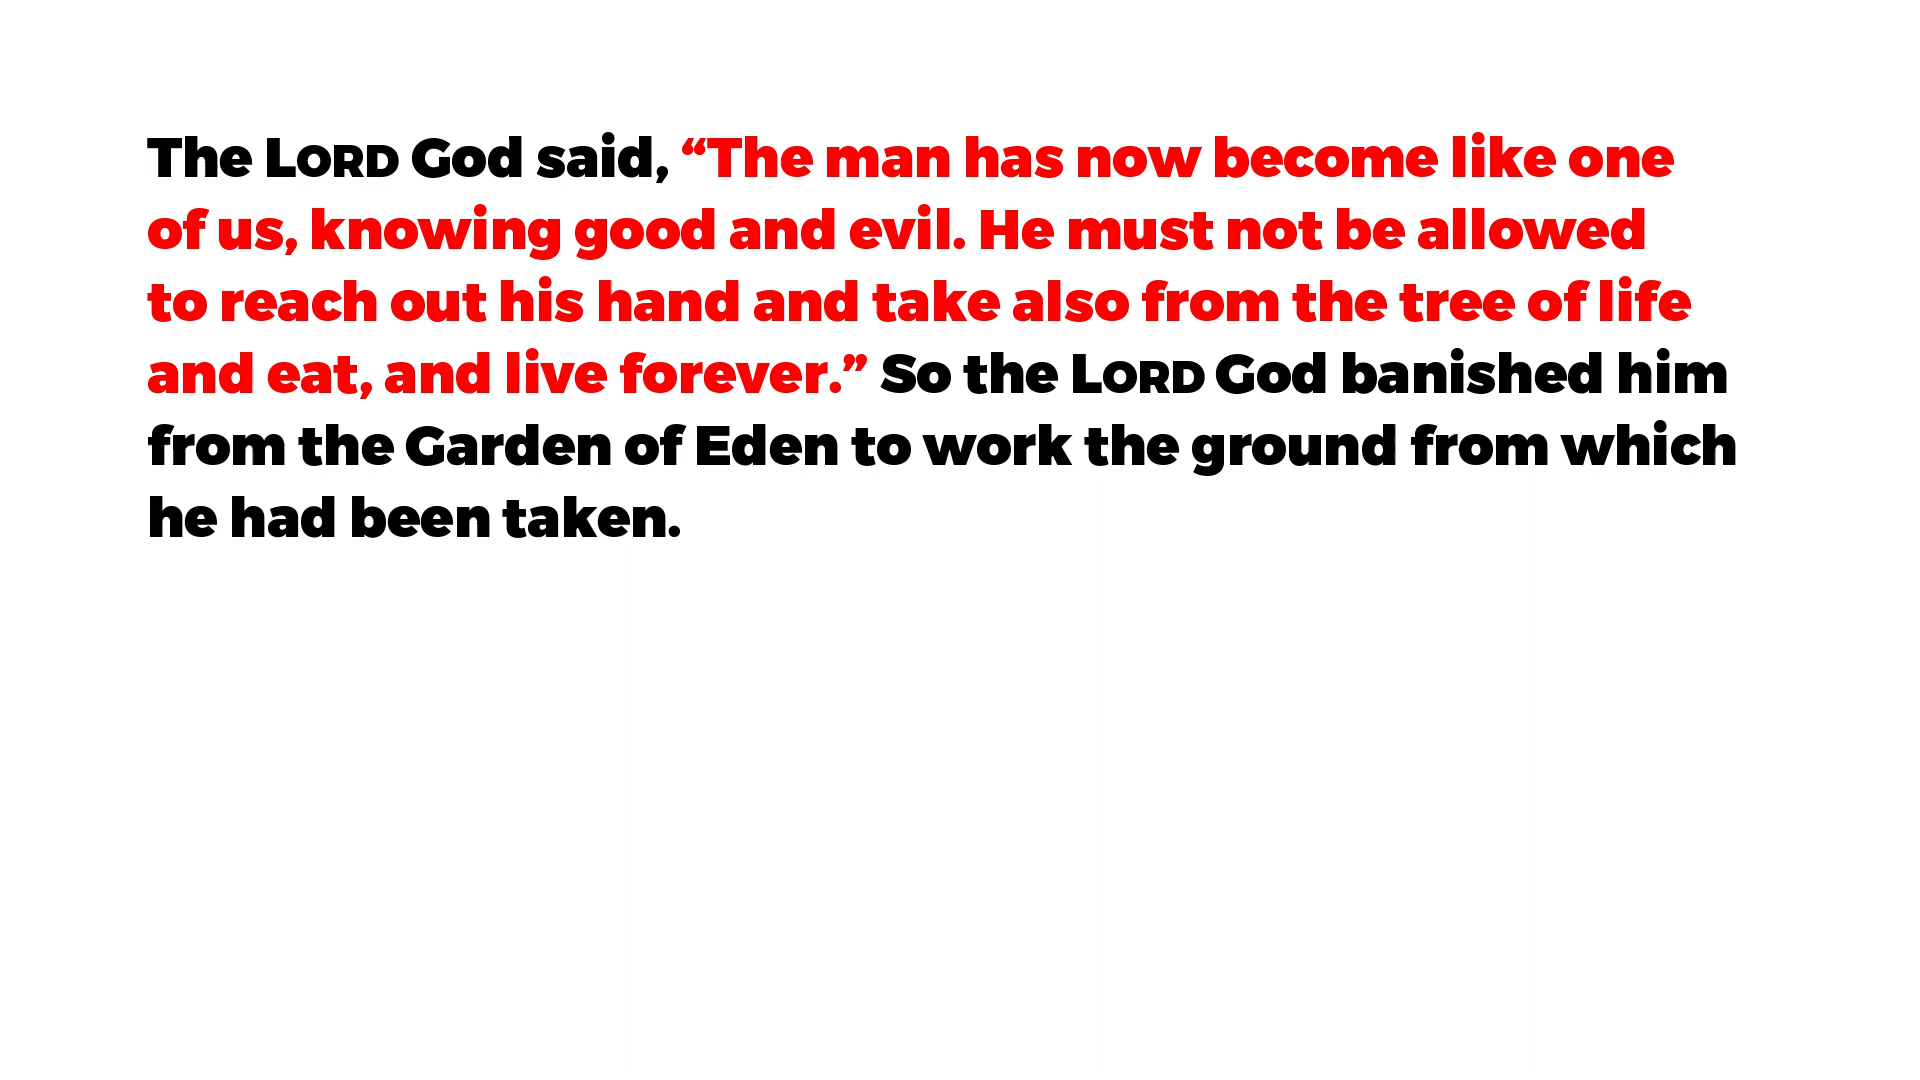 The LORD God said, “The man has now become like one
of us, knowing good and evil. He must not be allowed
to reach out his hand and take also from the tree of life
and eat, and live forever.” So the LORD God banished him
from the Garden of Eden to work the ground from which
he had been taken.